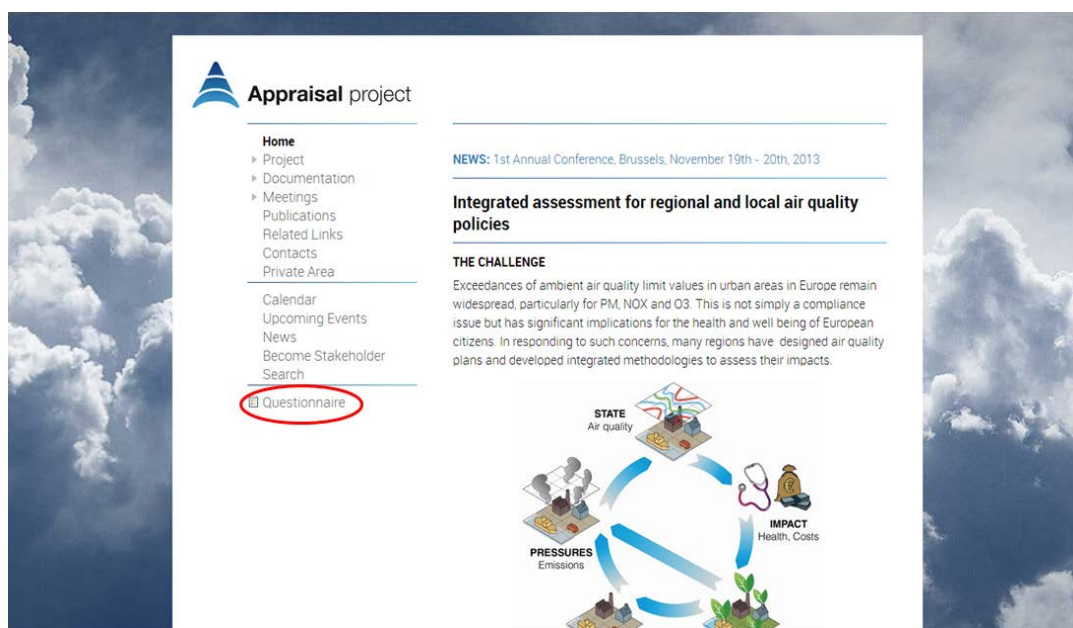 Appraisal project
Home
Project
Documentation
Meetings
Publications
Related Links
Contacts
Private Area
Calendar
Upcoming Events
News
Become Stakeholder
Search
Questionnaire
NEWS: 1st Annual Conference, Brussels, November 19th - 20th, 2013
Integrated assessment for regional and local air quality
policies
THE CHALLENGE
Exceedances of ambient air quality limit values in urban areas in Europe remain
widespread, particularly for PM, NOX and O3. This is not simply a compliance
issue but has significant implications for the health and well being of European
citizens. In responding to such concerns, many regions have designed air quality
plans and developed integrated methodologies to assess their impacts.
STATE
Air quality
€
IMPACT
Health, Costs
PRESSURES
Emissions